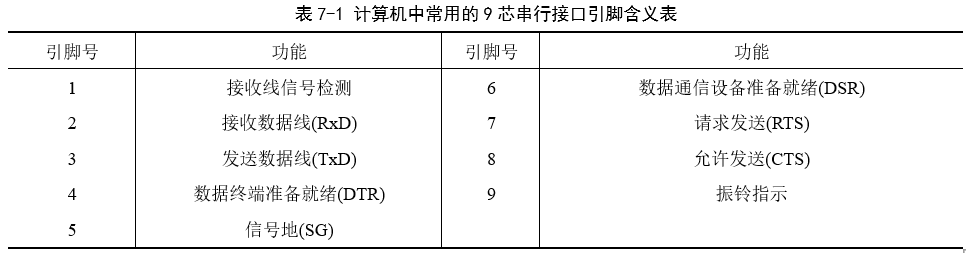 表 7-1 计算机中常用的 9 芯串行接口引脚含义表
引脚号 功能 引脚号 功能
1 接收线信号检测 6 数据通信设备准备就绪(DSR)
2 接收数据线(RxD) 7 请求发送(RTS)
3 发送数据线(TxD) 8 允许发送(CTS)
4 数据终端准备就绪(DTR) 9 振铃指示
5 信号地(SG)